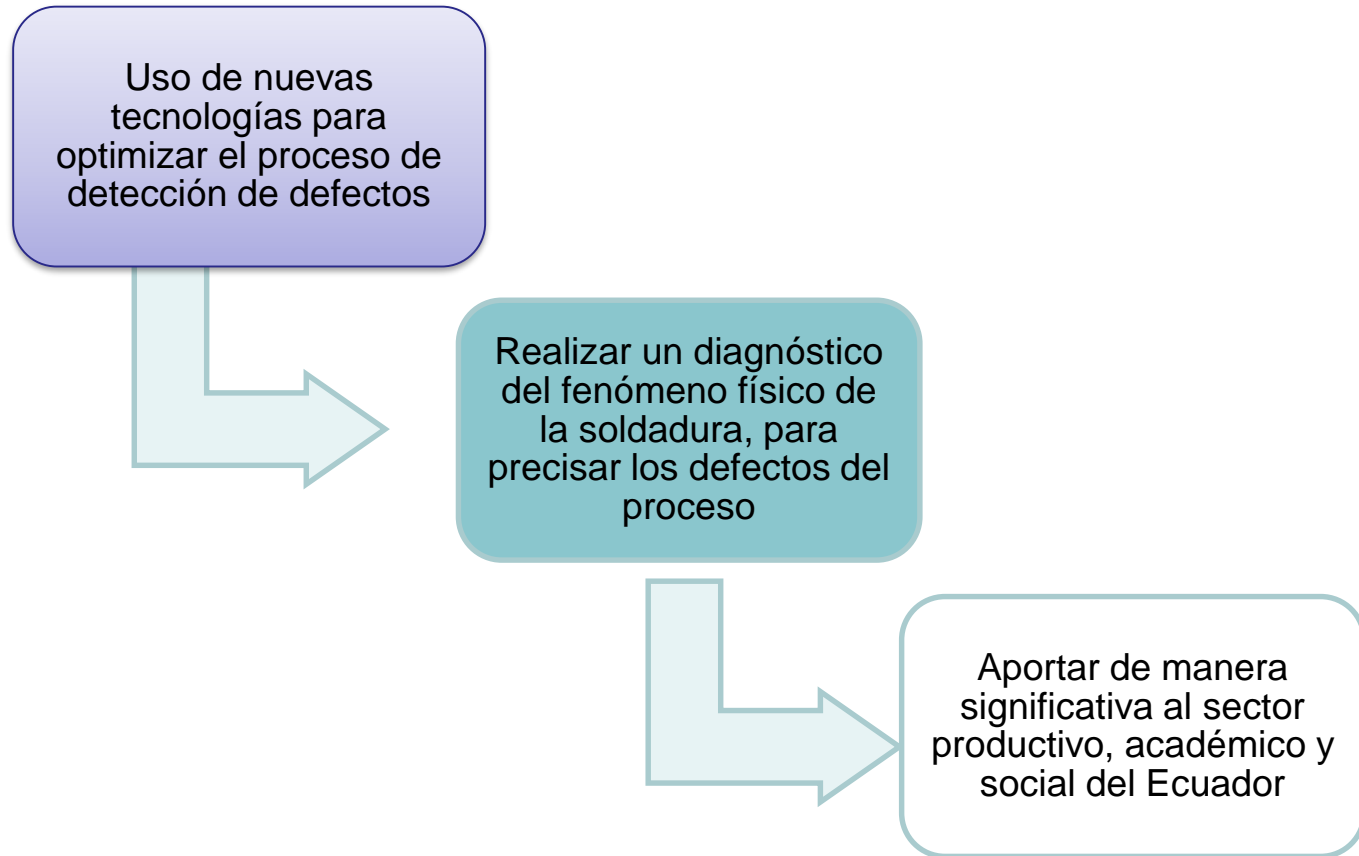 Uso de nuevas
tecnologías para
optimizar el proceso de
detección de defectos
Realizar un diagnóstico
del fenómeno físico de
la soldadura, para
precisar los defectos del
proceso
Aportar de manera
significativa al sector
productivo, académico y
social del Ecuador